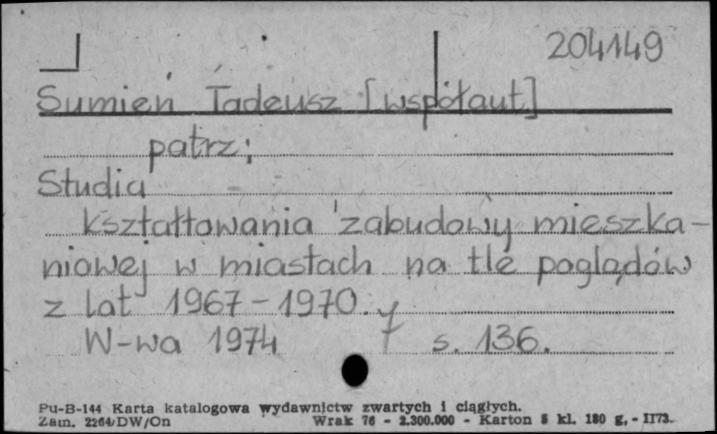 204149
Sumień Tadeusz [współaut.]
patrz;
Studia
kształtowania zabudowy mieszka-
niowej w miastach na tle poglądów
z lat 1967-1970.
W-wa 1974 s. 136.
Pu-B-144 Karta katalogowa wydawnictw zwartych i ciągłych.
Zam. 2264/DW/On Wrak 76 - 2.300.000 - Karton 5 kl. 180 g. - II73.